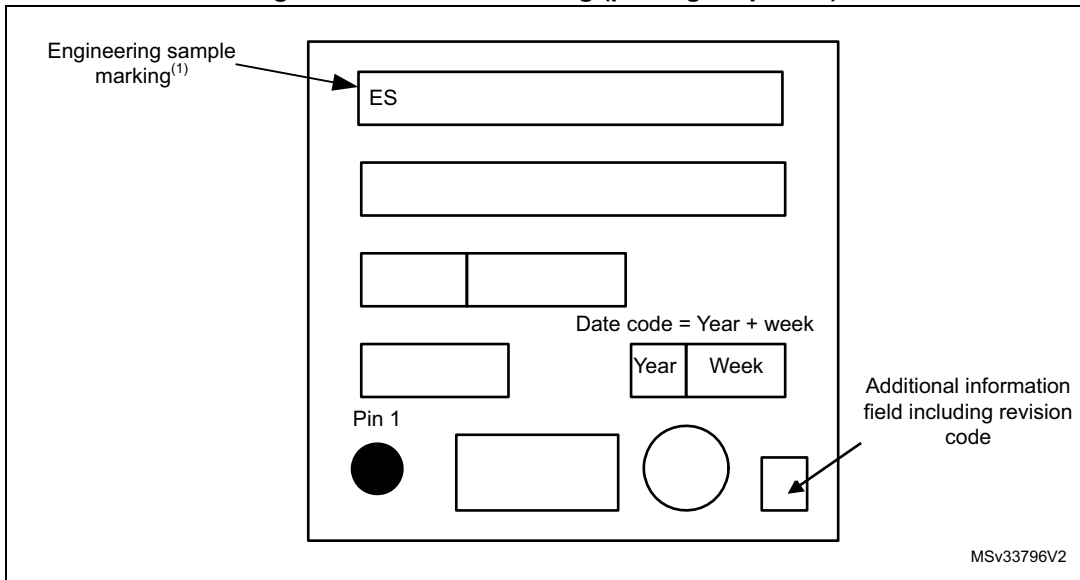 Engineering sample
marking(1)
ES
Date code = Year + week
Year Week
Additional information
field including revision
code
Pin 1
MSv33796V2